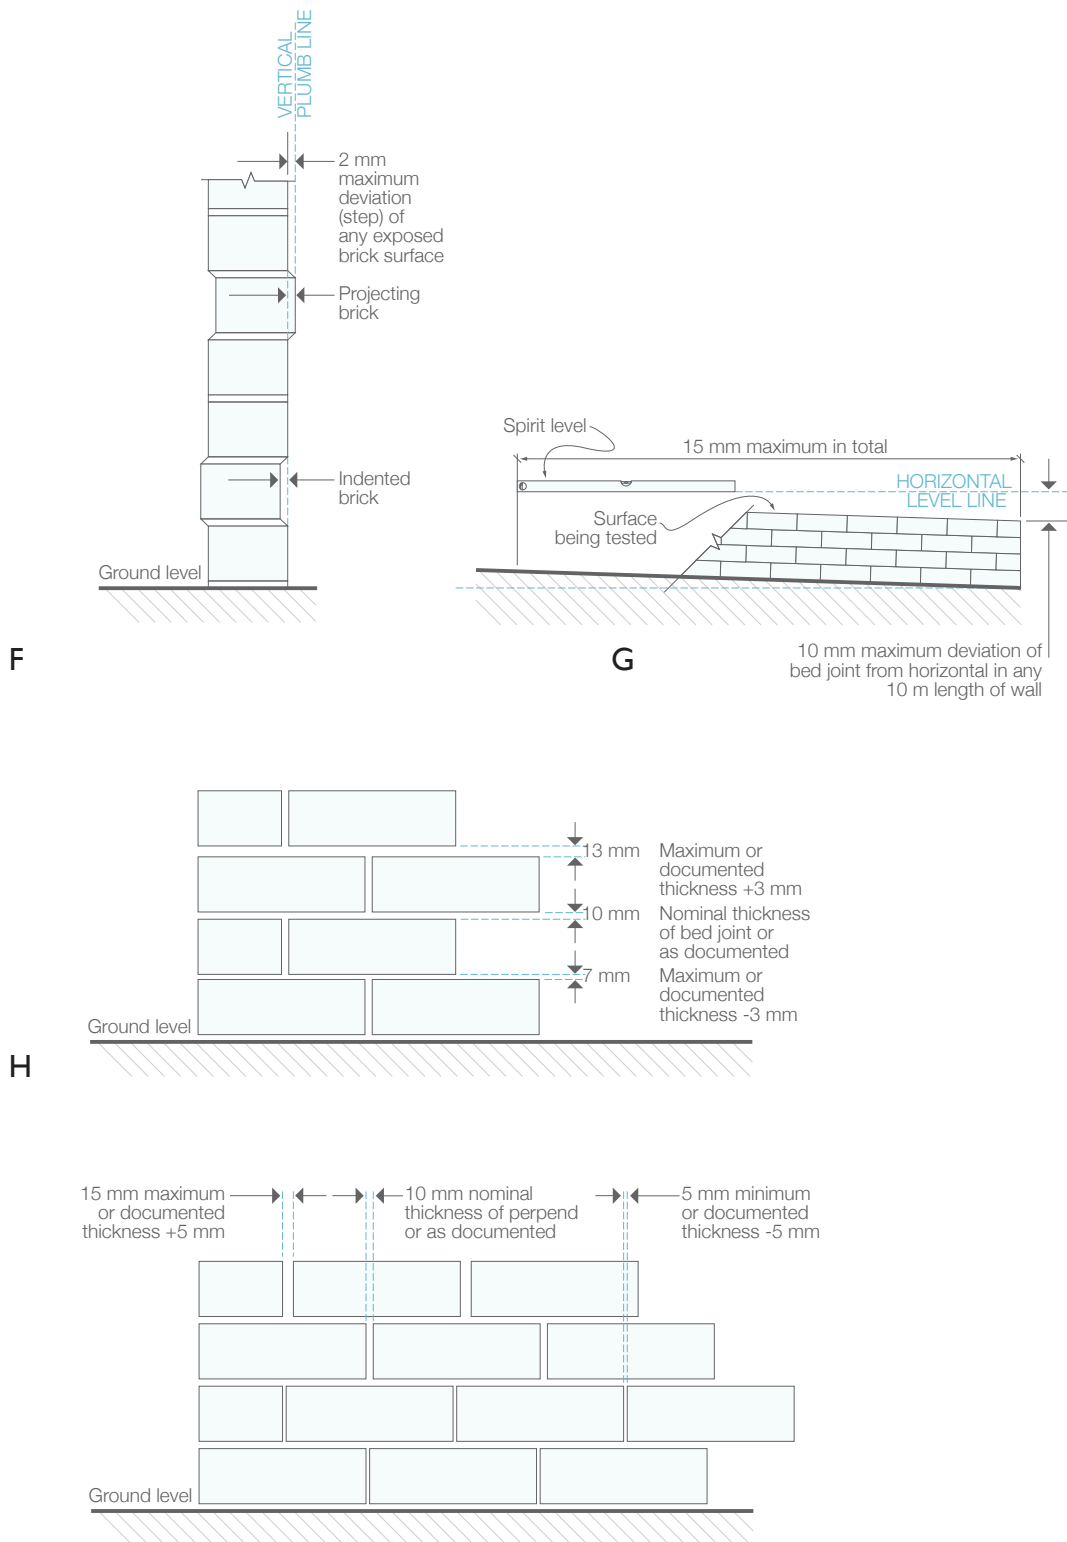 VERTICAL
PLUMB LINE
2 mm
maximum
deviation
(step) of
any exposed
brick surface
Projecting
brick
Indented
brick
Ground level
F
Spirit level
15 mm maximum in total
HORIZONTAL
LEVEL LINE
Surface
being tested
10 mm maximum deviation of
bed joint from horizontal in any
10 m length of wall
G
13 mm Maximum or
documented
thickness +3 mm
10 mm Nominal thickness
of bed joint or
as documented
7 mm Maximum or
documented
thickness -3 mm
Ground level
H
15 mm maximum
or documented
thickness +5 mm
10 mm nominal
thickness of perpend
or as documented
5 mm minimum
or documented
thickness -5 mm
Ground level